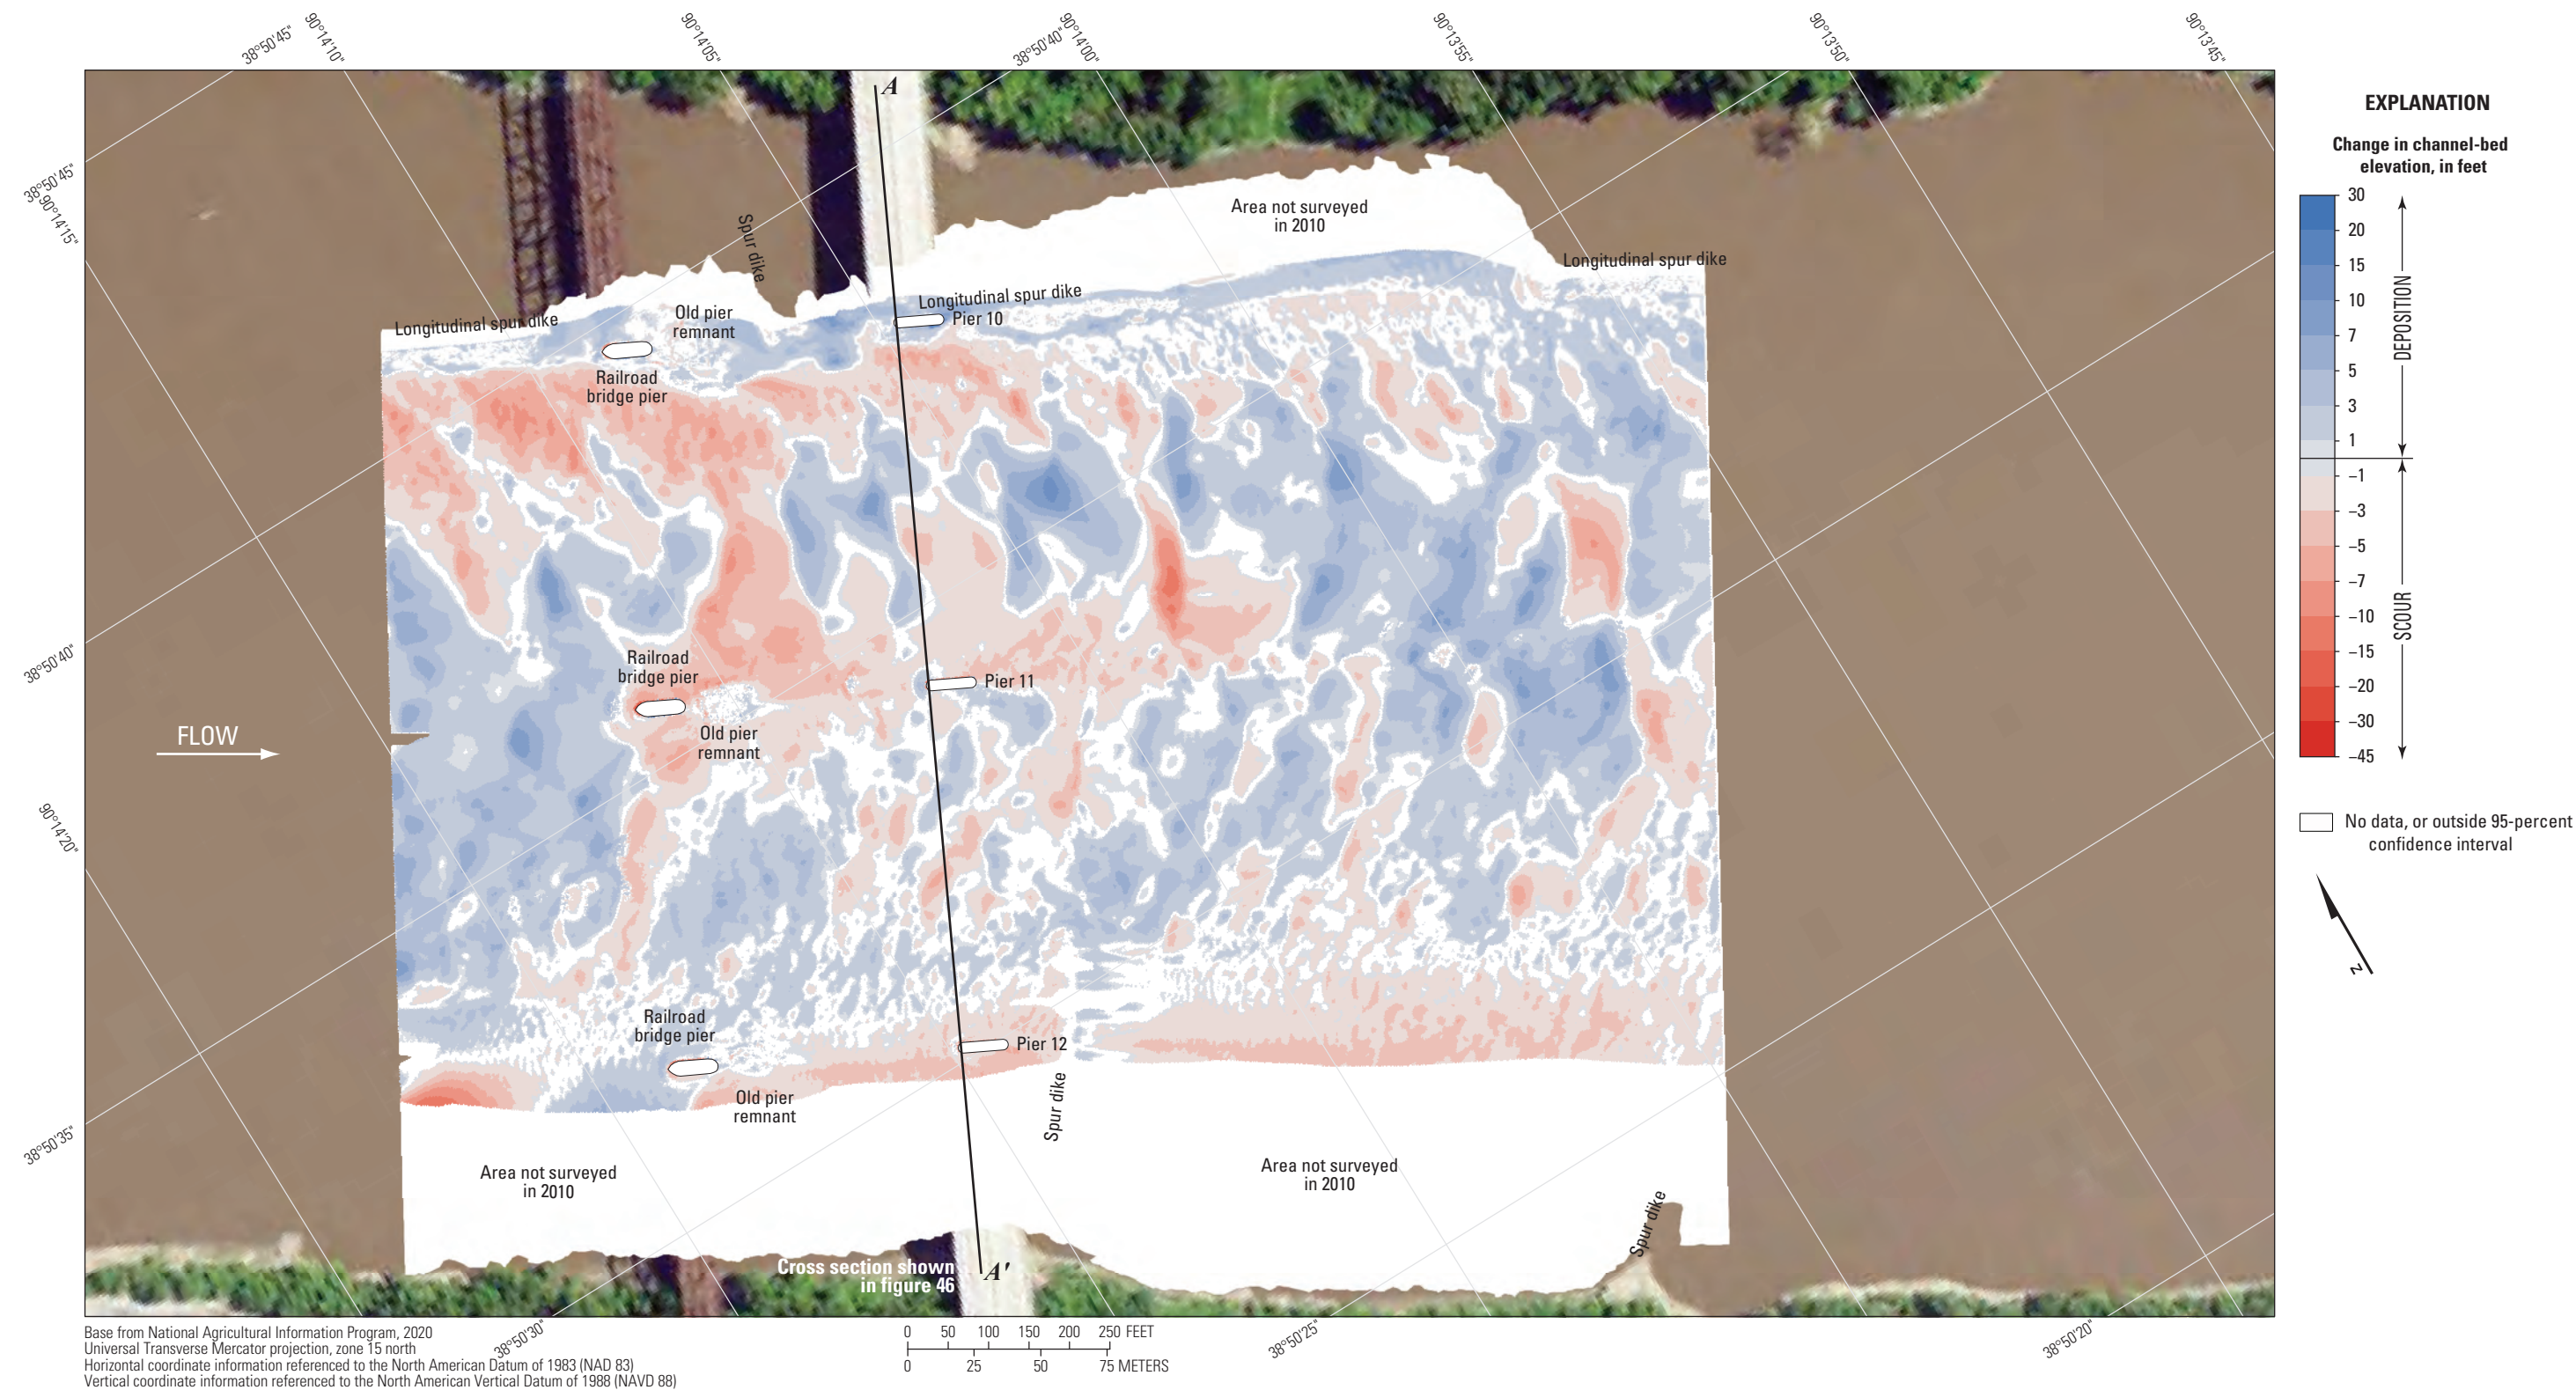 38°50'45"
90°14'10"
90°14'05"
38°50'40"
90°14'00"
90°13'55"
90°13'50"
90°13'45"
38°50'45"
90°14'15"
38°50'40"
90°14'20"
38°50'35"
38°50'30"
38°50'25"
38°50'20"
A
Area not surveyed
in 2010
Spur dike
Longitudinal spur dike
Longitudinal spur dike
Longitudinal spur dike
Old pier
remnant
Pier 10
Railroad
bridge pier
Railroad
bridge pier
Pier 11
Old pier
remnant
FLOW
Railroad
bridge pier
Pier 12
Old pier
remnant
Spur dike
Area not surveyed
in 2010
Area not surveyed
in 2010
Spur dike
Cross section shown
in figure 46
A'
EXPLANATION
Change in channel-bed
elevation, in feet
30
20
15
10
7
5
3
1
–1
–3
–5
–7
–10
–15
–20
–30
–45
DEPOSITION
SCOUR
No data, or outside 95-percent
confidence interval
N
Base from National Agricultural Information Program, 2020
Universal Transverse Mercator projection, zone 15 north
Horizontal coordinate information referenced to the North American Datum of 1983 (NAD 83)
Vertical coordinate information referenced to the North American Vertical Datum of 1988 (NAVD 88)
0 50 100 150 200 250 FEET
0 25 50 75 METERS